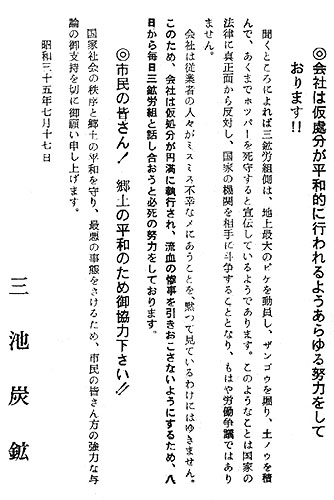 ◎会社は仮處分が平和的に行われるようあらゆる努力をして
おります!!
聞くところによれば三鉱労組側は、地上最大のピケを動員し、ザンゴウを掘り、土ノウを積
んで、あくまでホッパーを死守すると宣伝しているようであります。このようなことは国家の
法律に真正面から反対し、国家の機関を相手に斗争することとなり、もはや労働争議ではあり
ません。
会社は従業者の人々がミスミス不幸なメにあうことを、黙つて見ているわけにはゆきません。
このため、会社は仮処分が円満に執行され、流血の惨事を引きおこさないようにするため、八
日から毎日三鉱労組と話し合おうと必死の努力をしております。
◎市民の皆さん! 郷土の平和のため御協力下さい!!
国家社会の秩序と郷土の平和を守り、最悪の事態をさけるため、市民の皆さん方の強力な与
論の御支持を切に御願い申し上げます。
昭和三十五年七月十七日
三池炭鉱